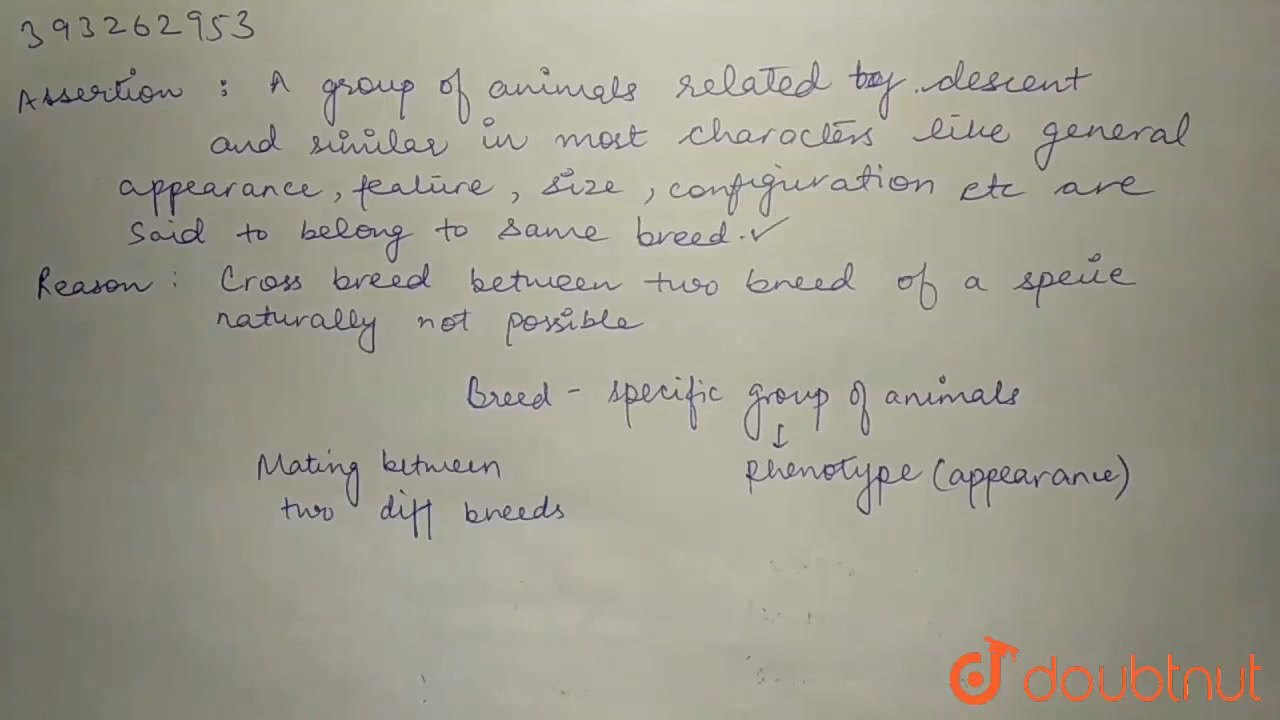 393262953
Assertion : A group of animals related by descent
and similar in most characters like general
appearance, feature, size, configuration etc are
said to belong to same breed. ✓
Reason : Cross breed between two breed of a specie
naturally not possible
Breed - specific group of animals
↓
Mating between
two diff breeds
phenotype (appearance)
doubtnut